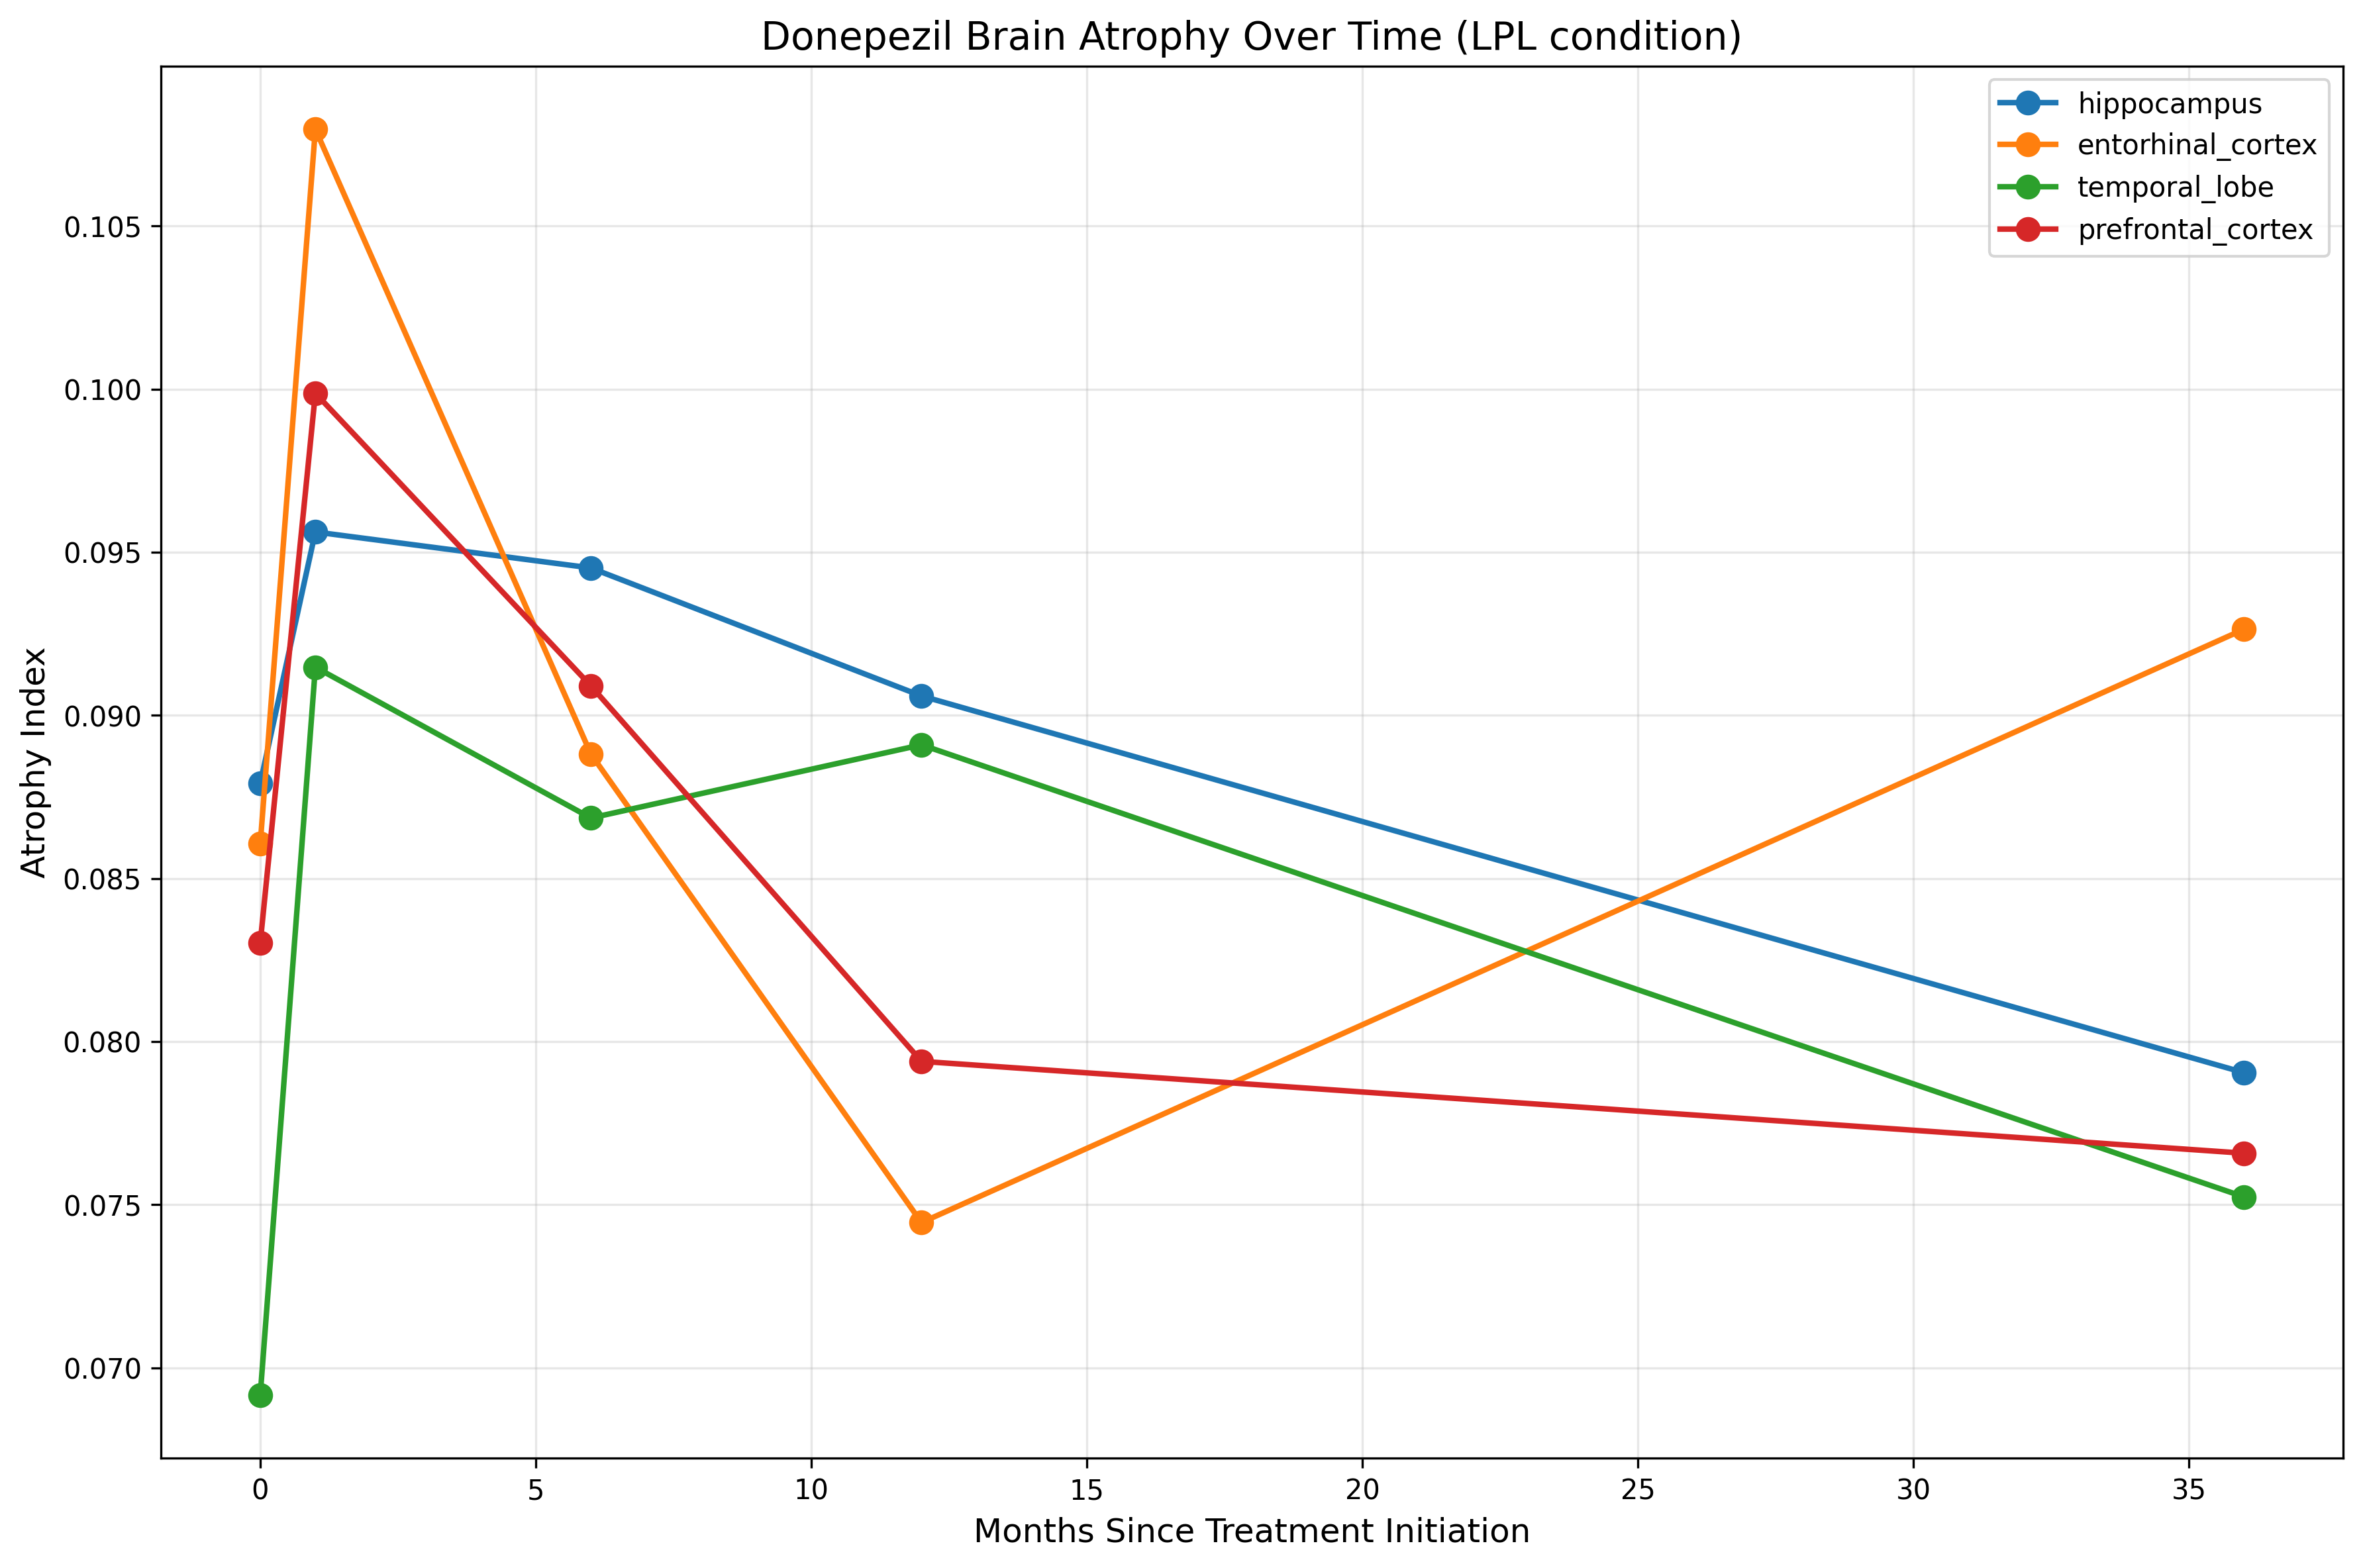 Donepezil Brain Atrophy Over Time (LPL condition)
hippocampus
entorhinal_cortex
temporal_lobe
prefrontal_cortex
Atrophy Index
0.105
0.100
0.095
0.090
0.085
0.080
0.075
0.070
0 5 10 15 20 25 30 35
Months Since Treatment Initiation